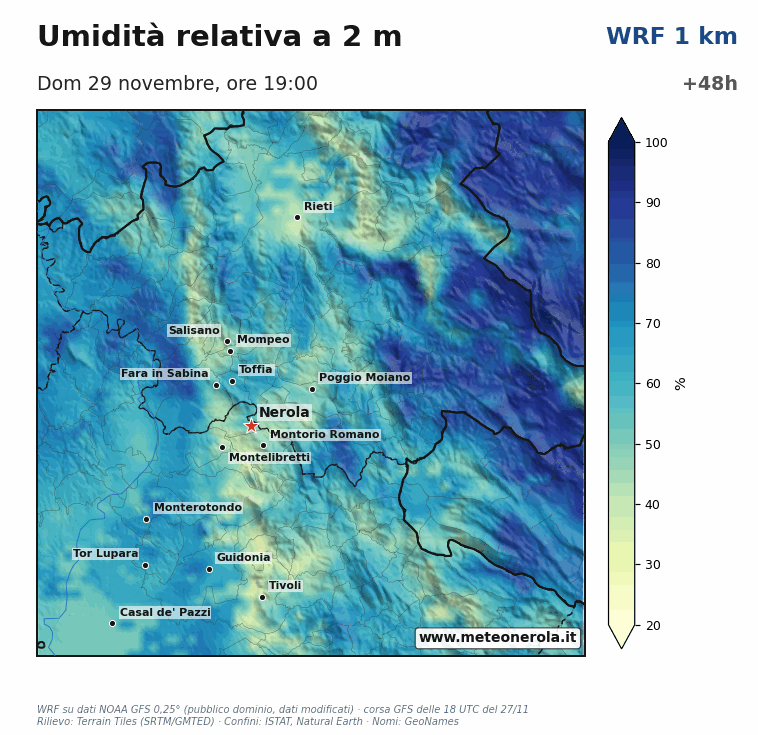 Umidità relativa a 2 m
WRF 1 km
Dom 29 novembre, ore 19:00
+48h
Rieti
Salisano
Mompeo
Toffia
Fara in Sabina
Poggio Moiano
Nerola
Montorio Romano
Montelibretti
Monterotondo
Tor Lupara
Guidonia
Tivoli
Casal de' Pazzi
www.meteonerola.it
100
90
80
70
60
50
40
30
20
%
WRF su dati NOAA GFS 0,25° (pubblico dominio, dati modificati) · corsa GFS delle 18 UTC del 27/11
Rilievo: Terrain Tiles (SRTM/GMTED) · Confini: ISTAT, Natural Earth · Nomi: GeoNames